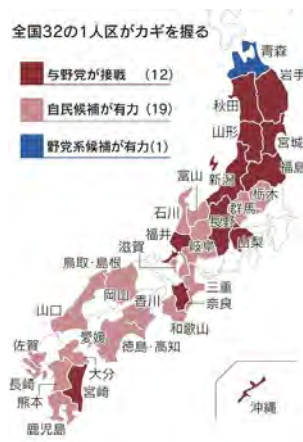 全国32の1人区がカギを握る
与野党が接戦 (12)
自民候補が有力 (19)
野党系候補が有力(1)
青森
岩手
秋田
山形
宮城
福島
新潟
富山
栃木
群馬
石川
長野
福井
岐阜
山梨
滋賀
鳥取・島根
三重
岡山
香川
奈良
山口
和歌山
愛媛
佐賀
徳島・高知
大分
長崎
宮崎
熊本
沖縄
鹿児島